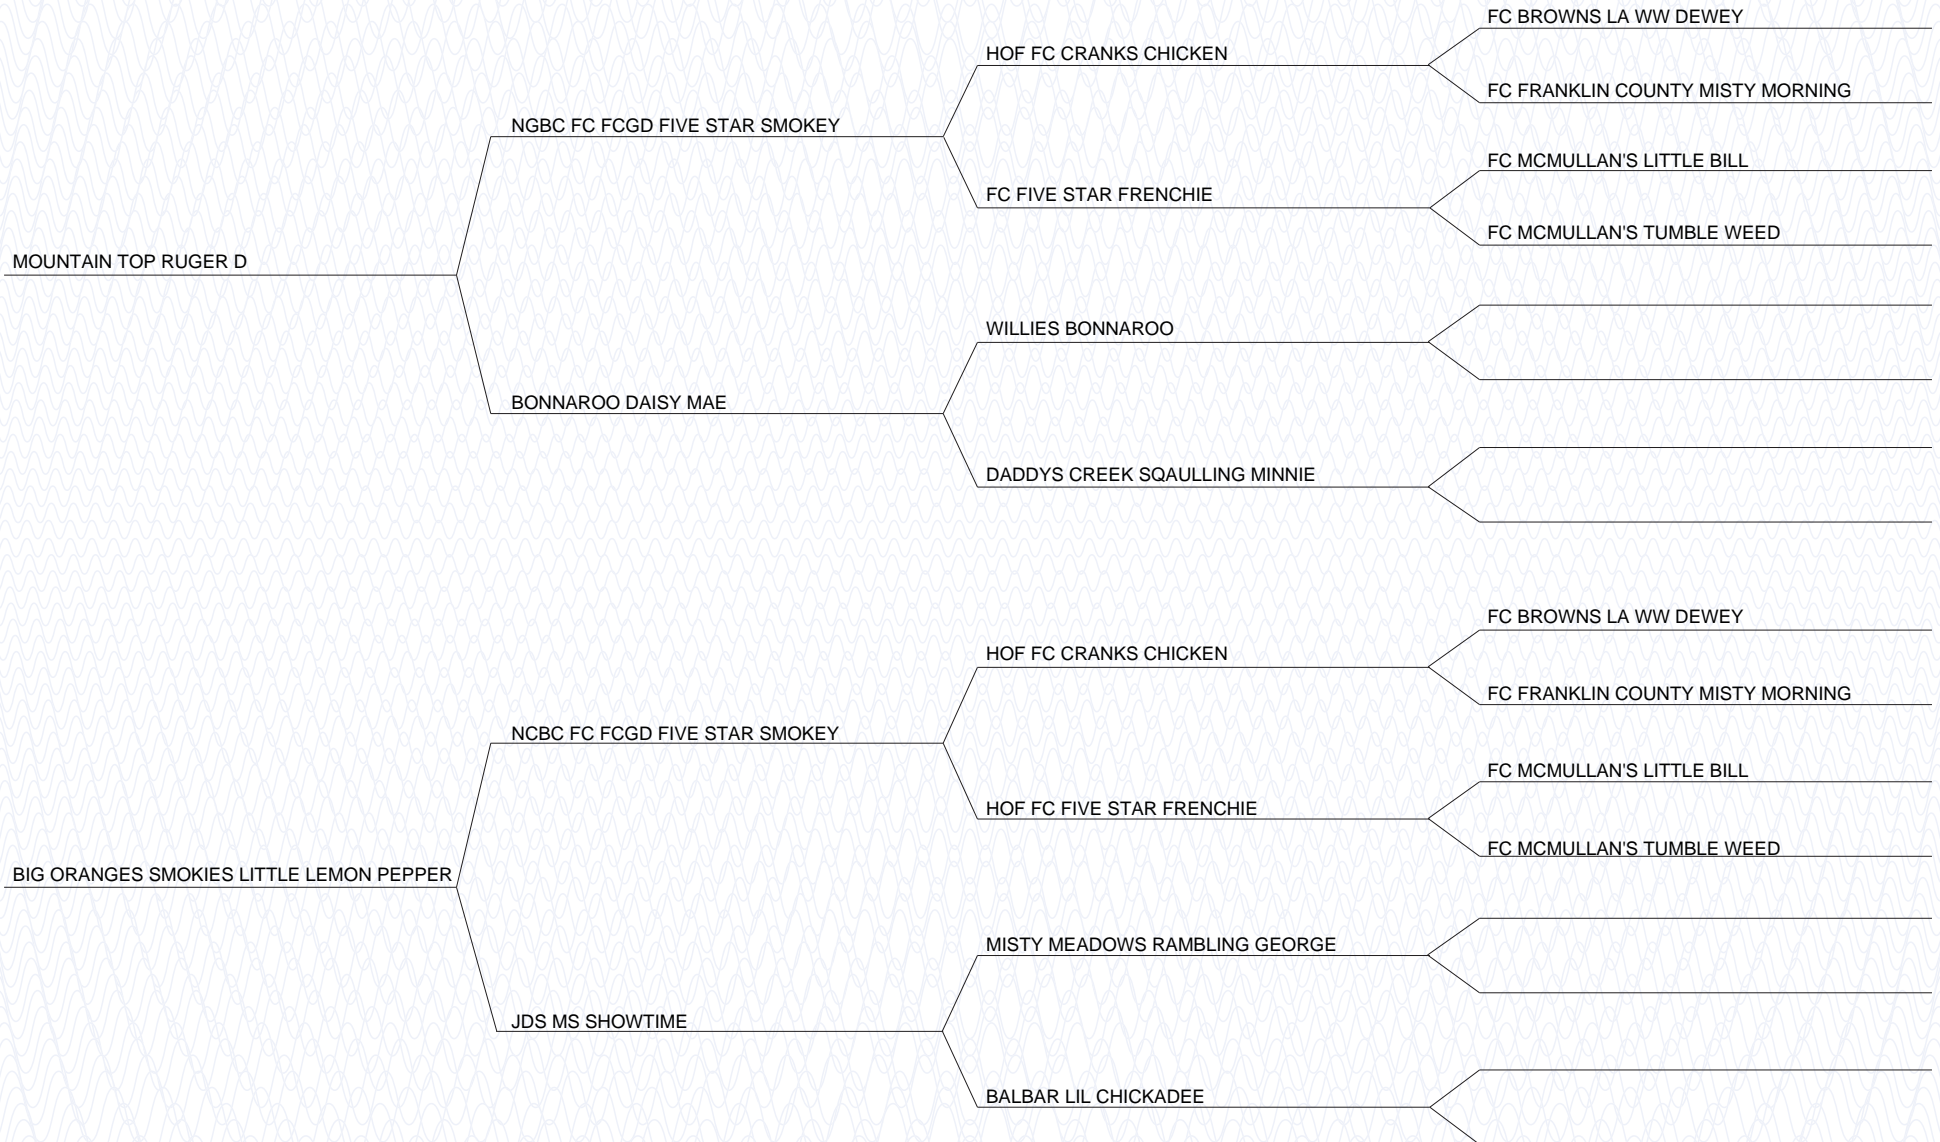 FC BROWNS LA WW DEWEY
HOF FC CRANKS CHICKEN
FC FRANKLIN COUNTY MISTY MORNING
NGBC FC FCGD FIVE STAR SMOKEY
FC MCMULLAN'S LITTLE BILL
FC FIVE STAR FRENCHIE
FC MCMULLAN'S TUMBLE WEED
MOUNTAIN TOP RUGER D
WILLIES BONNAROO
BONNAROO DAISY MAE
DADDYS CREEK SQAULLING MINNIE
FC BROWNS LA WW DEWEY
HOF FC CRANKS CHICKEN
FC FRANKLIN COUNTY MISTY MORNING
NCBC FC FCGD FIVE STAR SMOKEY
FC MCMULLAN'S LITTLE BILL
HOF FC FIVE STAR FRENCHIE
FC MCMULLAN'S TUMBLE WEED
BIG ORANGES SMOKIES LITTLE LEMON PEPPER
MISTY MEADOWS RAMBLING GEORGE
JDS MS SHOWTIME
BALBAR LIL CHICKADEE